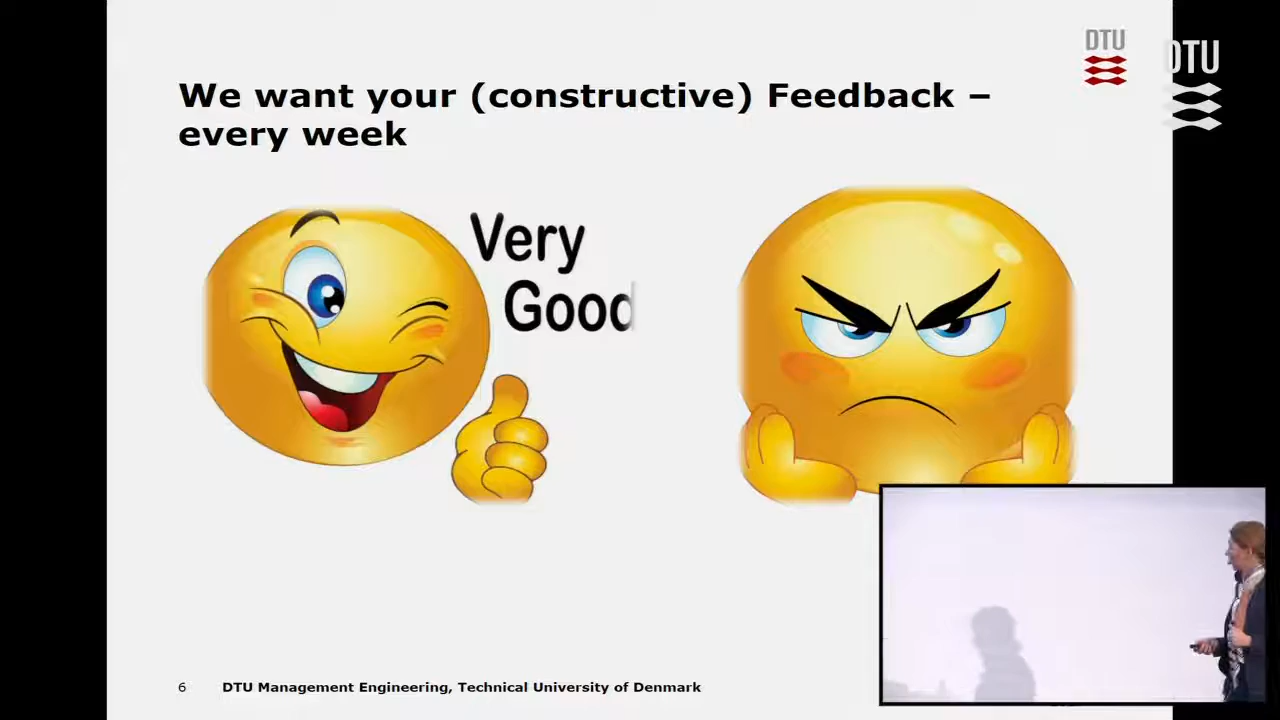 DTU
DTU
We want your (constructive) Feedback –
every week
Very
Good
6
DTU Management Engineering, Technical University of Denmark